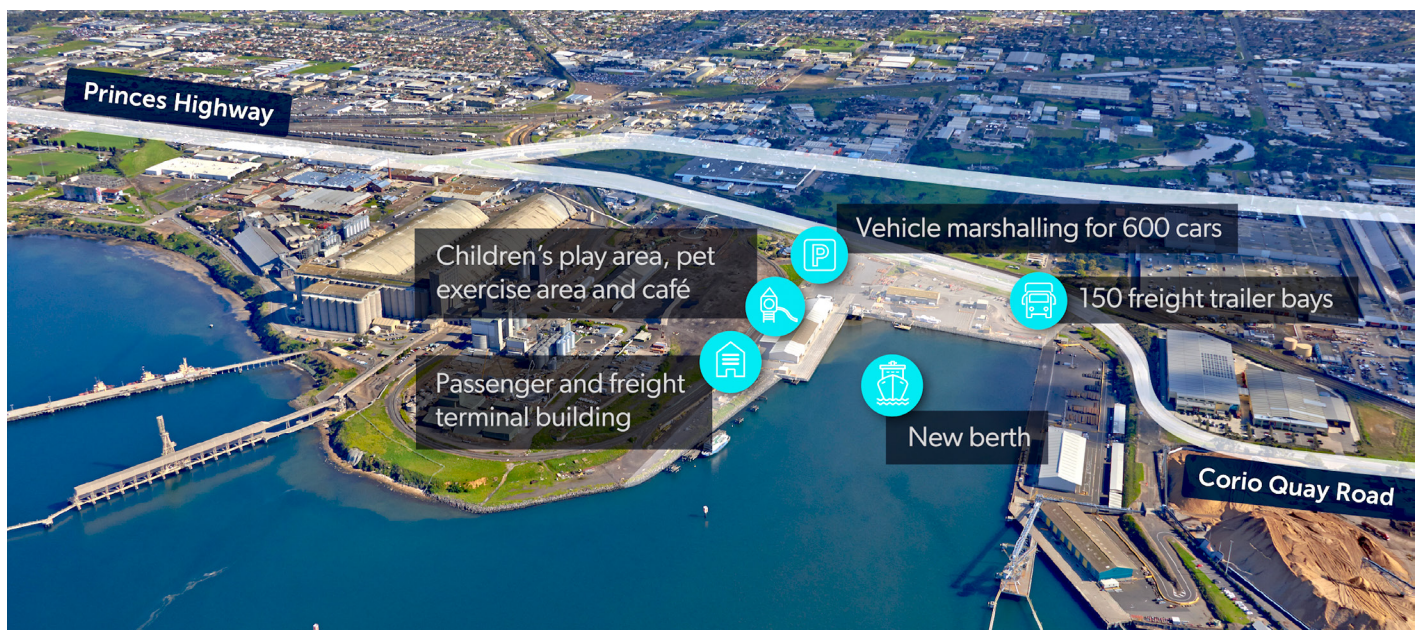 Princes Highway
Vehicle marshalling for 600 cars
Children’s play area, pet
exercise area and café
150 freight trailer bays
Passenger and freight
terminal building
New berth
Corio Quay Road
P